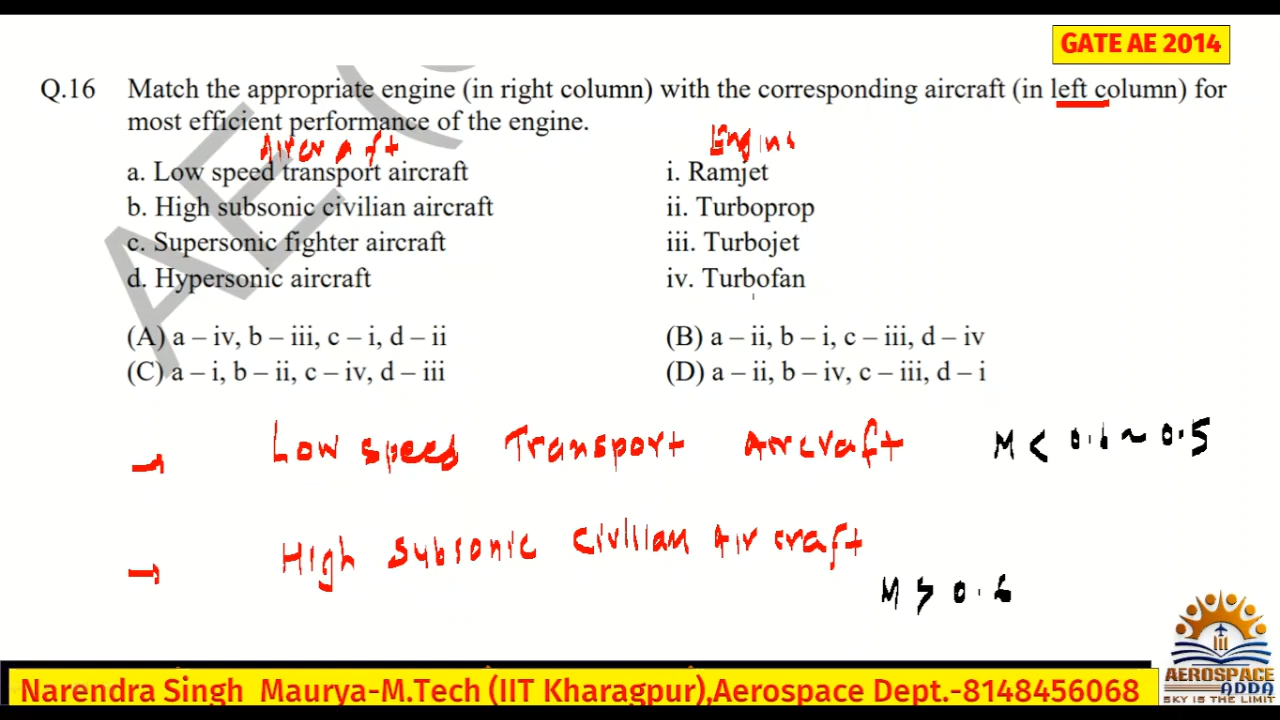 GATE AE 2014
Q.16 Match the appropriate engine (in right column) with the corresponding aircraft (in left column) for
most efficient performance of the engine.
Aircraft Engine
a. Low speed transport aircraft i. Ramjet
b. High subsonic civilian aircraft ii. Turboprop
c. Supersonic fighter aircraft iii. Turbojet
d. Hypersonic aircraft iv. Turbofan
(A) a – iv, b – iii, c – i, d – ii (B) a – ii, b – i, c – iii, d – iv
(C) a – i, b – ii, c – iv, d – iii (D) a – ii, b – iv, c – iii, d – i
→ Low speed Transport Aircraft M < 0.6 ~ 0.5
→ High Subsonic Civilian Aircraft
M > 0.6
AEROSPACE
ADDA
SKY IS THE LIMIT
Narendra Singh Maurya-M.Tech (IIT Kharagpur),Aerospace Dept.-8148456068